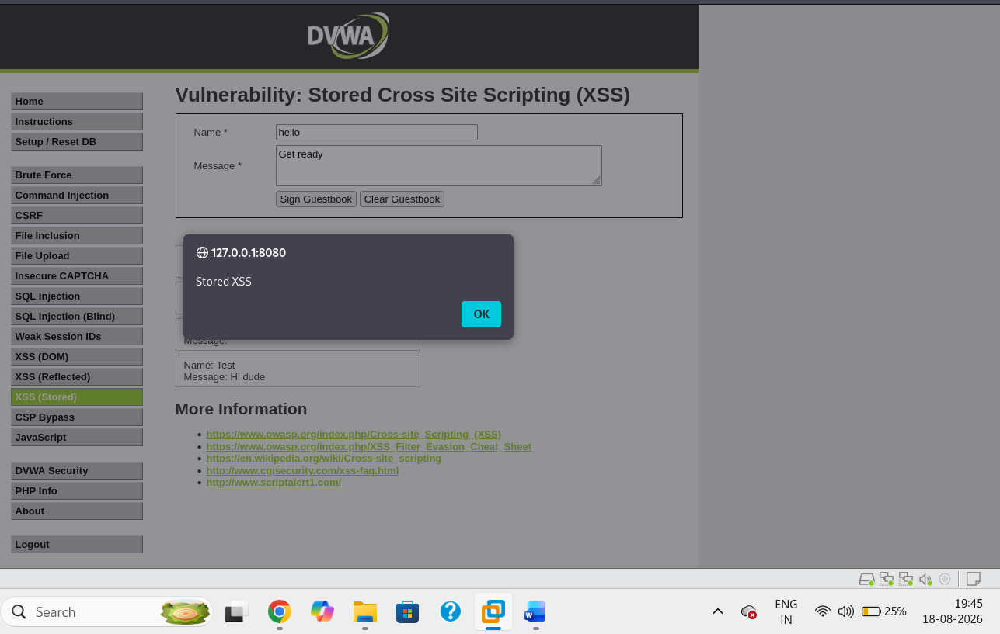 DVWA
Home
Instructions
Setup / Reset DB
Brute Force
Command Injection
CSRF
File Inclusion
File Upload
Insecure CAPTCHA
SQL Injection
SQL Injection (Blind)
Weak Session IDs
XSS (DOM)
XSS (Reflected)
XSS (Stored)
CSP Bypass
JavaScript
DVWA Security
PHP Info
About
Logout
Vulnerability: Stored Cross Site Scripting (XSS)
Name *
hello
Message *
Get ready
Sign Guestbook
Clear Guestbook
127.0.0.1:8080
Stored XSS
OK
Message:
Name: Test
Message: Hi dude
More Information
https://www.owasp.org/index.php/Cross-site_Scripting_(XSS)
https://www.owasp.org/index.php/XSS_Filter_Evasion_Cheat_Sheet
https://en.wikipedia.org/wiki/Cross-site_scripting
http://www.cgisecurity.com/xss-faq.html
http://www.scriptalert1.com/
Search
W
ENG
IN
25%
19:45
18-08-2026